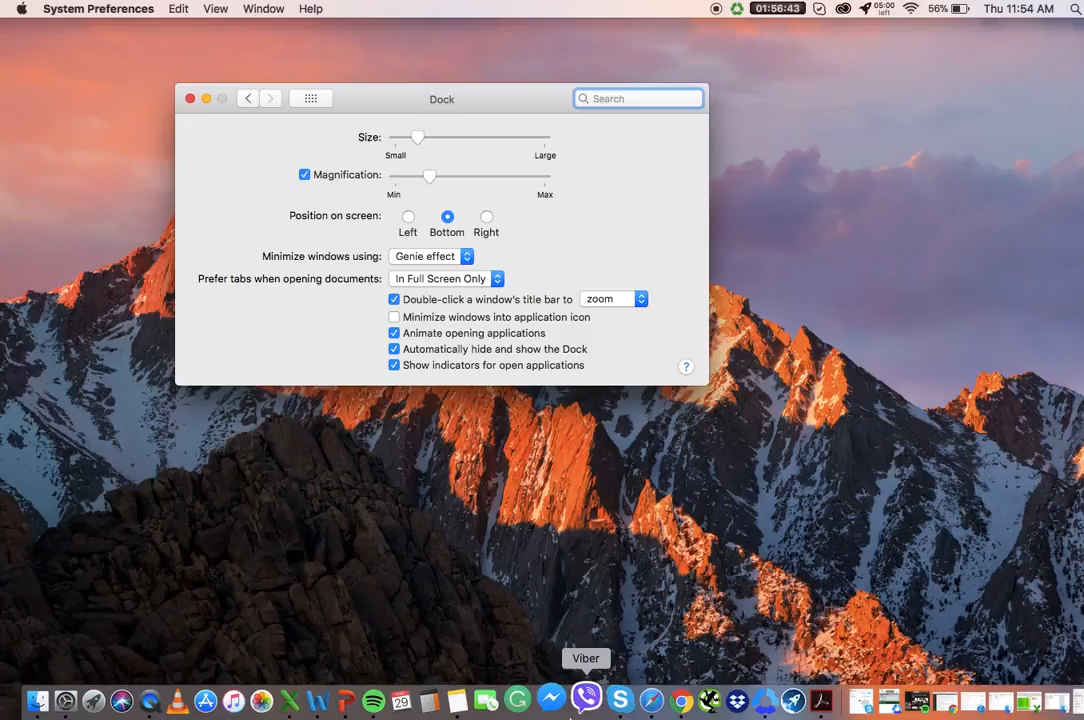 System Preferences Edit View Window Help 01:56:43 05:00 left 56% Thu 11:54 AM
Dock Search
Size:
Small Large
Magnification:
Min Max
Position on screen:
Left Bottom Right
Minimize windows using: Genie effect
Prefer tabs when opening documents: In Full Screen Only
Double-click a window's title bar to zoom
Minimize windows into application icon
Animate opening applications
Automatically hide and show the Dock
Show indicators for open applications
?
Viber
29